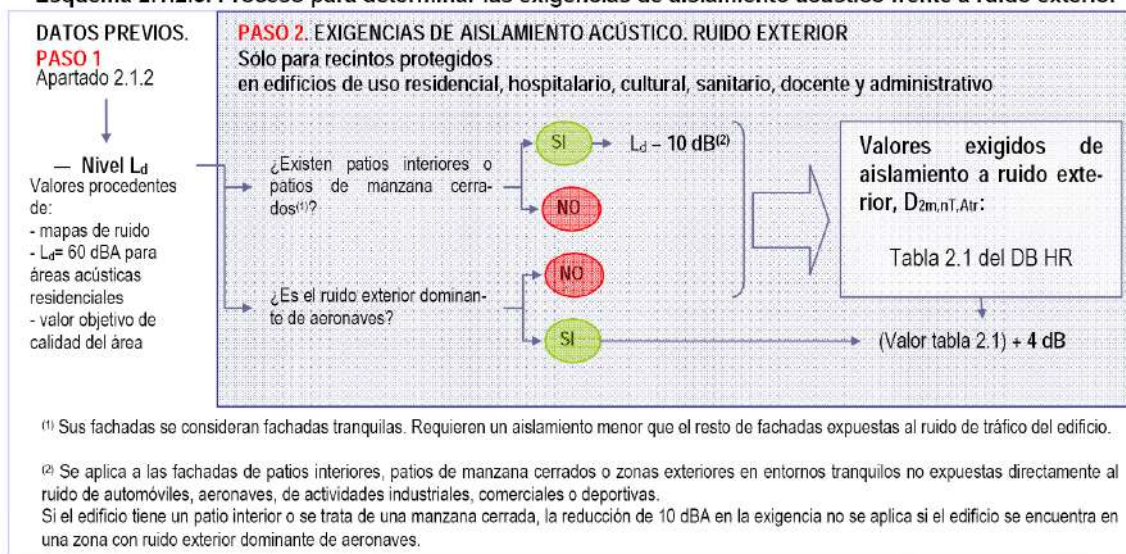 Esquema 2.1.2.3. Proceso para determinar las exigencias de aislamiento acústico frente a ruido exterior
DATOS PREVIOS.
PASO 1
Apartado 2.1.2
— Nivel Ld
Valores procedentes
de:
- mapas de ruido
- Ld= 60 dBA para
áreas acústicas
residenciales
- valor objetivo de
calidad del área
PASO 2. EXIGENCIAS DE AISLAMIENTO ACÚSTICO. RUIDO EXTERIOR
Sólo para recintos protegidos
en edificios de uso residencial, hospitalario, cultural, sanitario, docente y administrativo
¿Existen patios interiores o
patios de manzana cerra-
dos(1)?
SI
Ld – 10 dB(2)
NO
¿Es el ruido exterior dominan-
te de aeronaves?
NO
SI
Valores exigidos de
aislamiento a ruido exte-
rior, D2m,nT,Atr:
Tabla 2.1 del DB HR
(Valor tabla 2.1) + 4 dB
(1) Sus fachadas se consideran fachadas tranquilas. Requieren un aislamiento menor que el resto de fachadas expuestas al ruido de tráfico del edificio.
(2) Se aplica a las fachadas de patios interiores, patios de manzana cerrados o zonas exteriores en entornos tranquilos no expuestas directamente al
ruido de automóviles, aeronaves, de actividades industriales, comerciales o deportivas.
Si el edificio tiene un patio interior o se trata de una manzana cerrada, la reducción de 10 dBA en la exigencia no se aplica si el edificio se encuentra en
una zona con ruido exterior dominante de aeronaves.